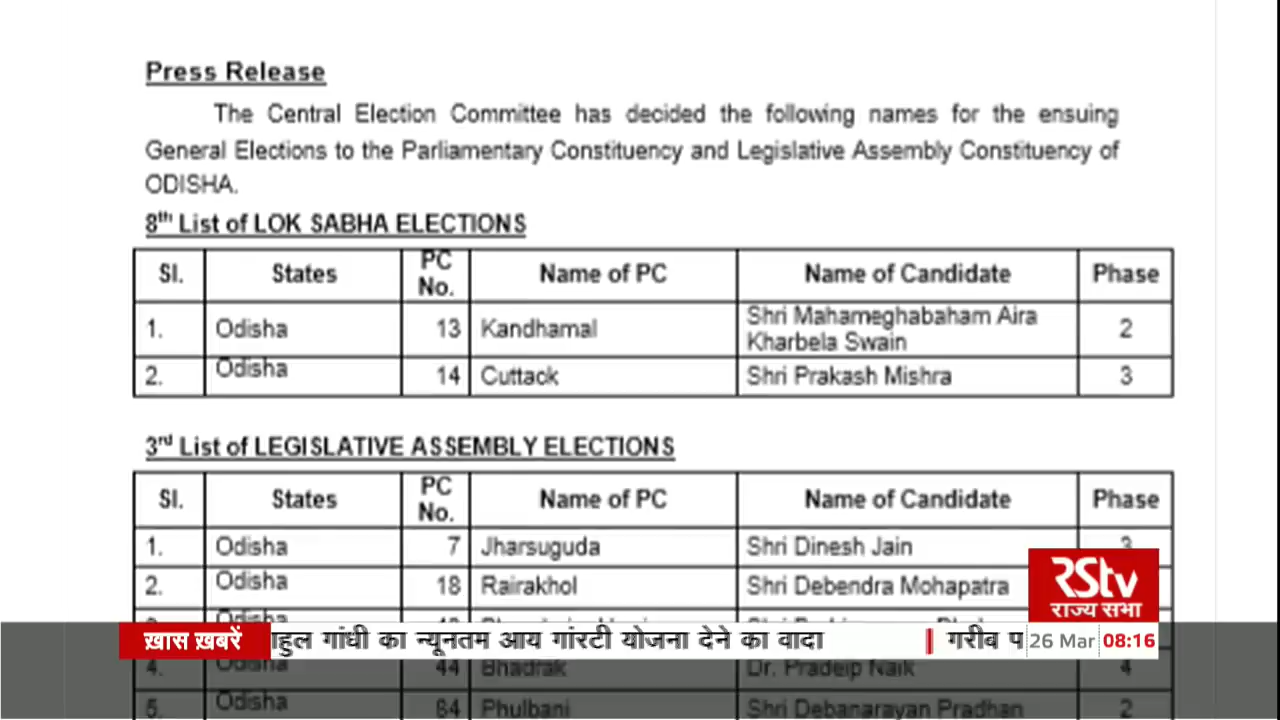 Press Release
The Central Election Committee has decided the following names for the ensuing
General Elections to the Parliamentary Constituency and Legislative Assembly Constituency of
ODISHA.
8th List of LOK SABHA ELECTIONS
Sl. States PC No. Name of PC Name of Candidate Phase
1. Odisha 13 Kandhamal Shri Mahameghabaham Aira Kharbela Swain 2
2. Odisha 14 Cuttack Shri Prakash Mishra 3
3rd List of LEGISLATIVE ASSEMBLY ELECTIONS
Sl. States PC No. Name of PC Name of Candidate Phase
1. Odisha 7 Jharsuguda Shri Dinesh Jain 3
2. Odisha 18 Rairakhol Shri Debendra Mohapatra
RStv
राज्य सभा
Odisha
ख़ास ख़बरें ाहुल गांधी का न्यूनतम आय गांरटी योजना देने का वादा | गरीब प 26 Mar 08:16
4. Odisha 44 Bhadrak Dr. Pradeip Naik 4
5. Odisha 84 Phulbani Shri Debanarayan Pradhan 2